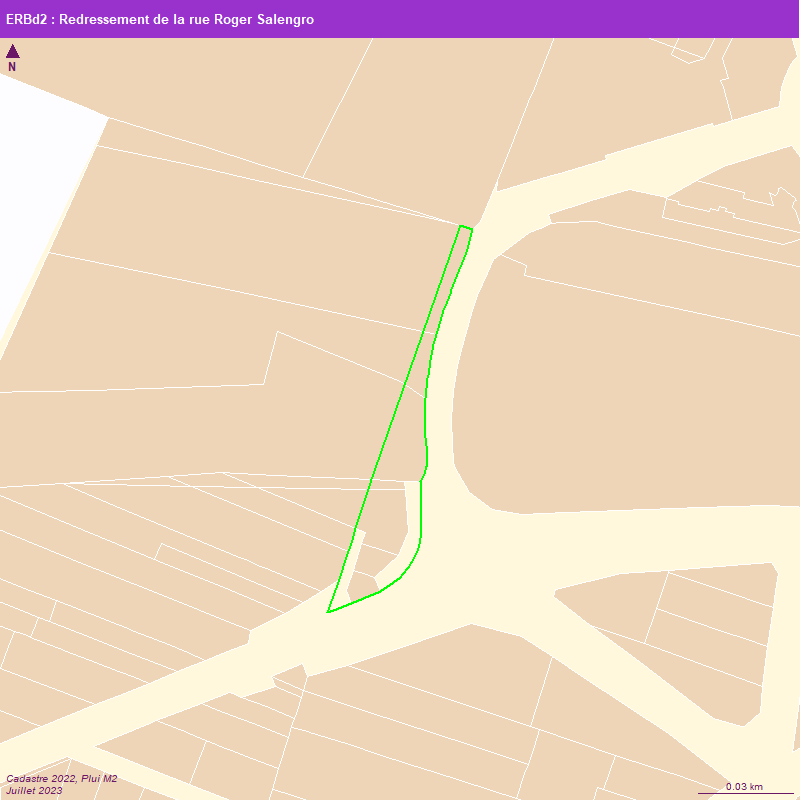 ERBd2 : Redressement de la rue Roger Salengro
N
Cadastre 2022, Plui M2
Juillet 2023
0.03 km